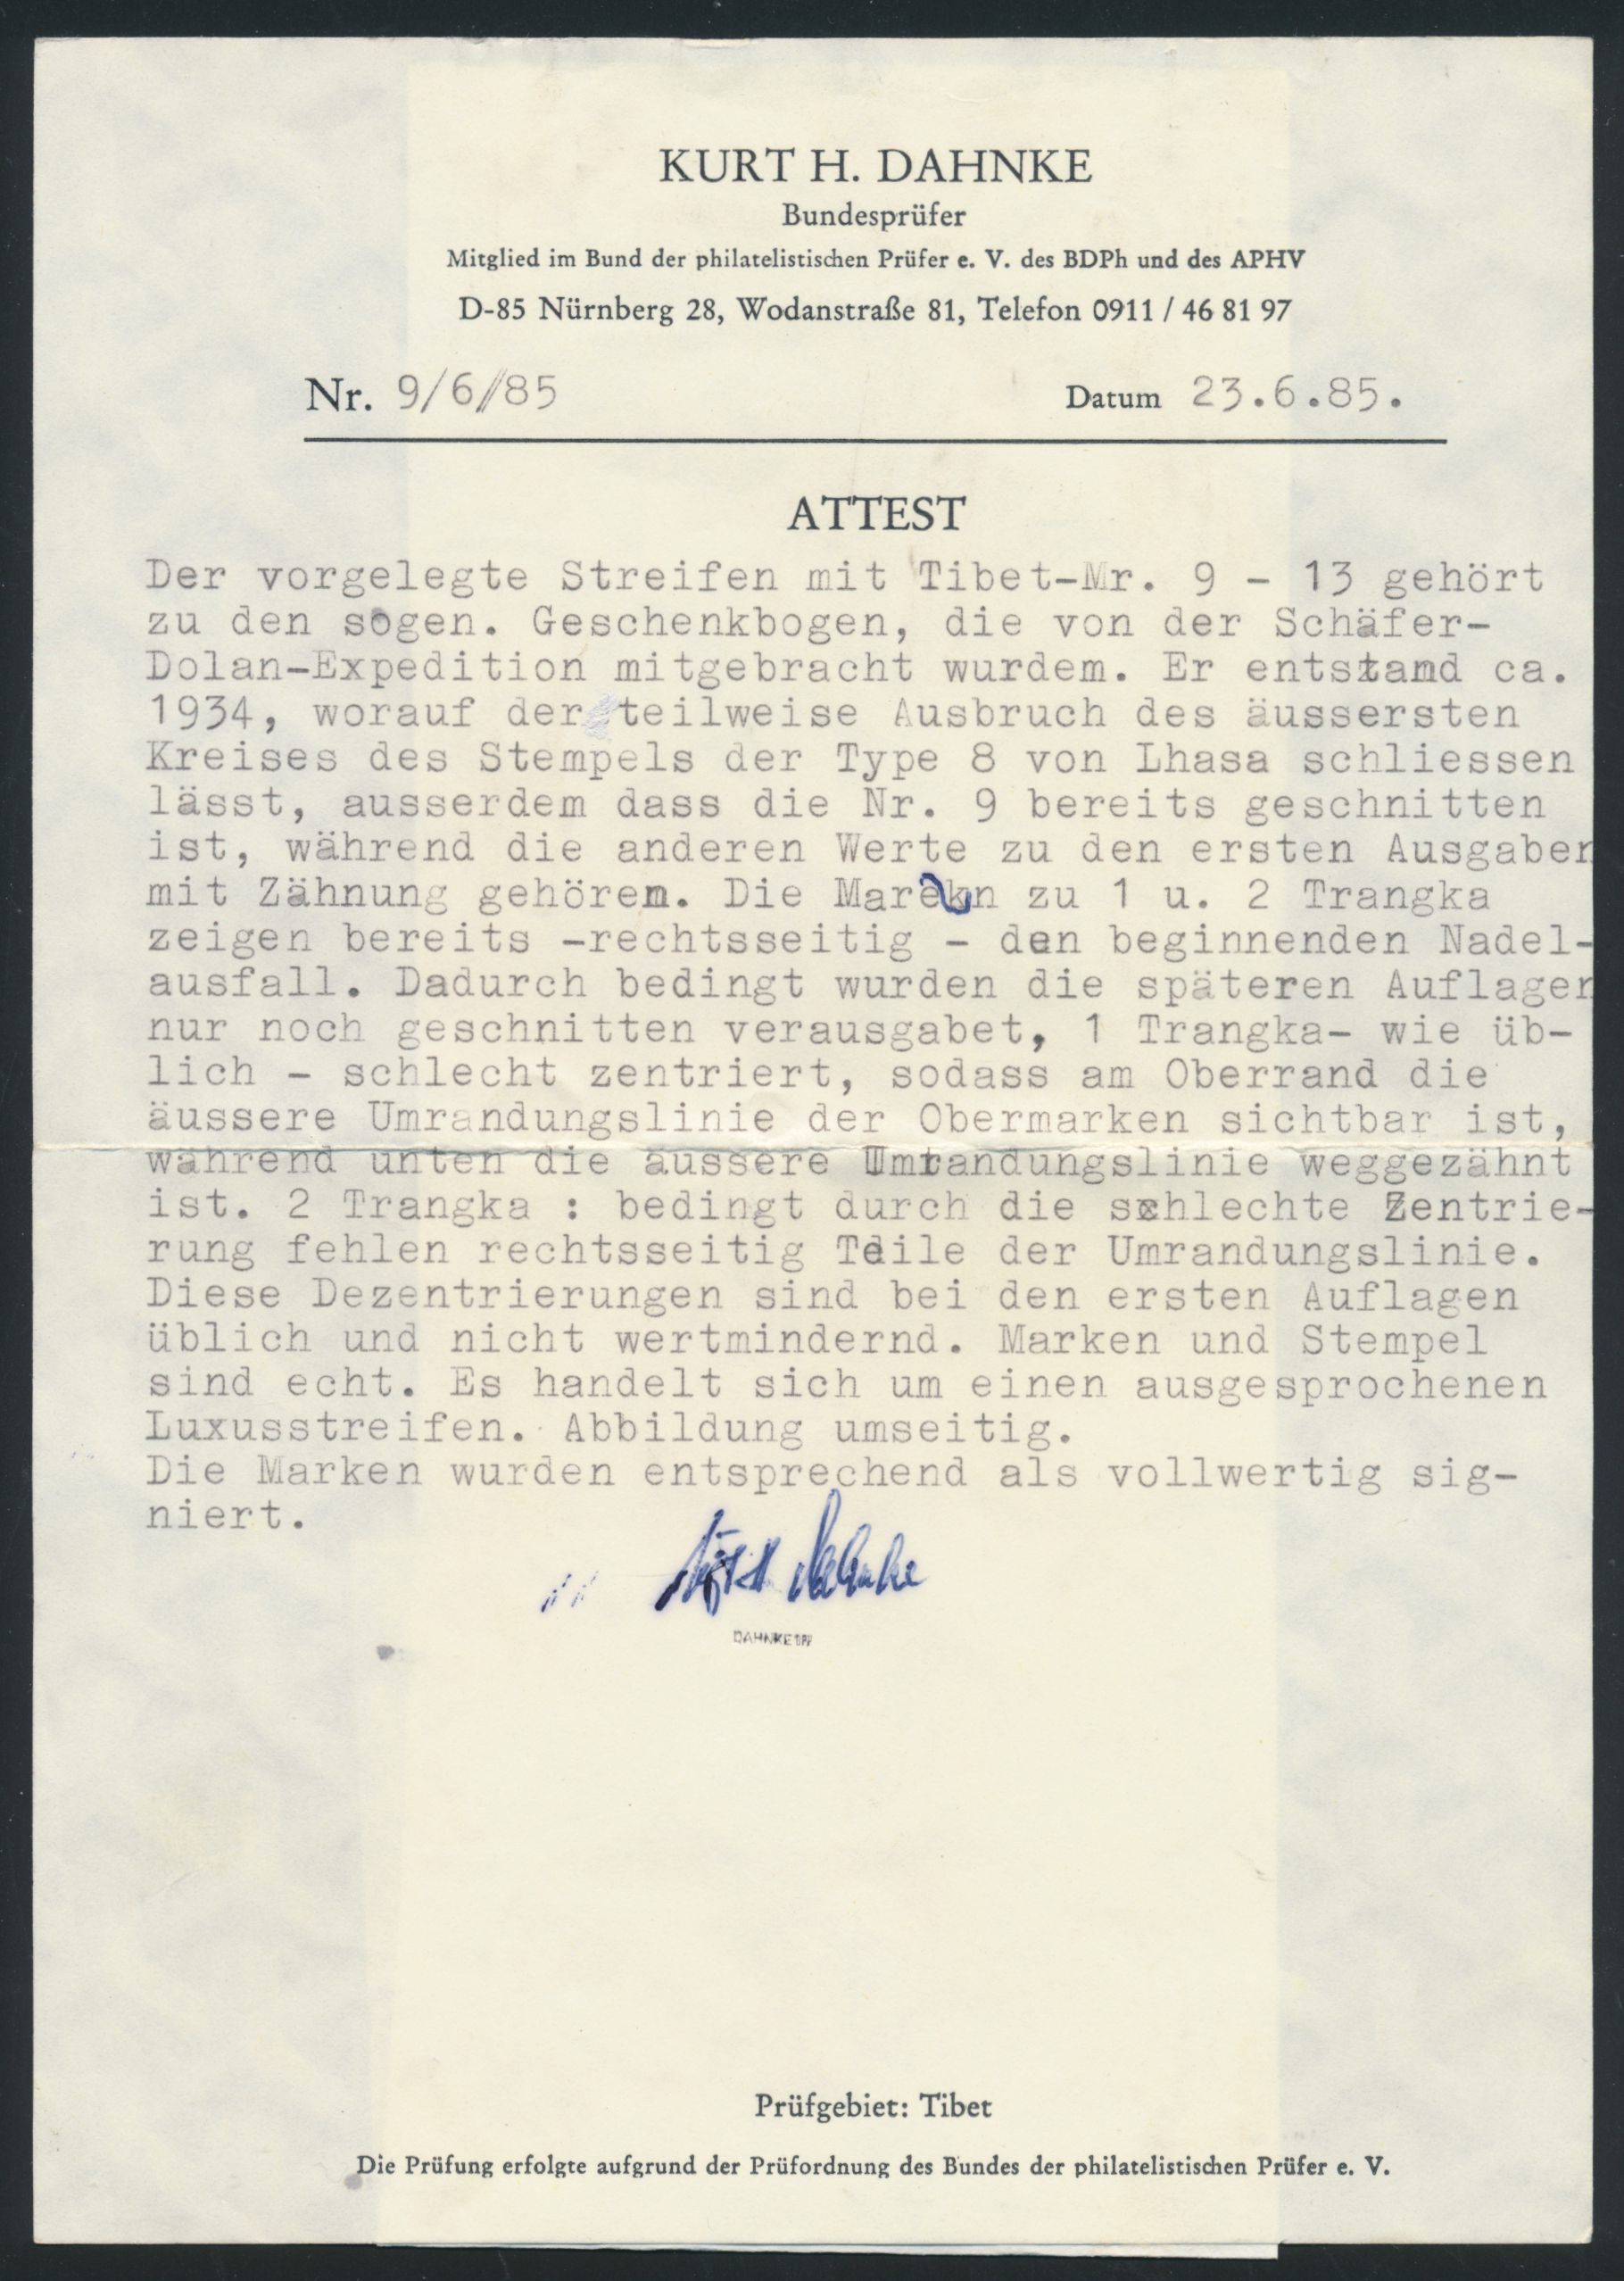 KURT H. DAHNKE
Bundesprüfer
Mitglied im Bund der philatelistischen Prüfer e. V. des BDPh und des APHV
D-85 Nürnberg 28, Wodanstraße 81, Telefon 0911 / 46 81 97
Nr. 9/6/85 Datum 23.6.85.
ATTEST
Der vorgelegte Streifen mit Tibet-Nr. 9 - 13 gehört
zu den sogen. Geschenkbogen, die von der Schäfer-
Dolan-Expedition mitgebracht wurdem. Er entstand ca.
1934, worauf der teilweise Ausbruch des äussersten
Kreises des Stempels der Type 8 von Lhasa schliessen
lässt, ausserdem dass die Nr. 9 bereits geschnitten
ist, während die anderen Werte zu den ersten Ausgaben
mit Zähnung gehören. Die Marekn zu 1 u. 2 Trangka
zeigen bereits -rechtsseitig - den beginnenden Nadel-
ausfall. Dadurch bedingt wurden die späteren Auflagen
nur noch geschnitten verausgabet, 1 Trangka- wie üb-
lich - schlecht zentriert, sodass am Oberrand die
äussere Umrandungslinie der Obermarken sichtbar ist,
während unten die äussere Umrandungslinie weggezähnt
ist. 2 Trangka : bedingt durch die schlechte Zentrie-
rung fehlen rechtsseitig Teile der Umrandungslinie.
Diese Dezentrierungen sind bei den ersten Auflagen
üblich und nicht wertmindernd. Marken und Stempel
sind echt. Es handelt sich um einen ausgesprochenen
Luxusstreifen. Abbildung umseitig.
Die Marken wurden entsprechend als vollwertig sig-
niert.
Kurt H. Dahnke
DAHNKE BPP
Prüfgebiet: Tibet
Die Prüfung erfolgte aufgrund der Prüfordnung des Bundes der philatelistischen Prüfer e. V.